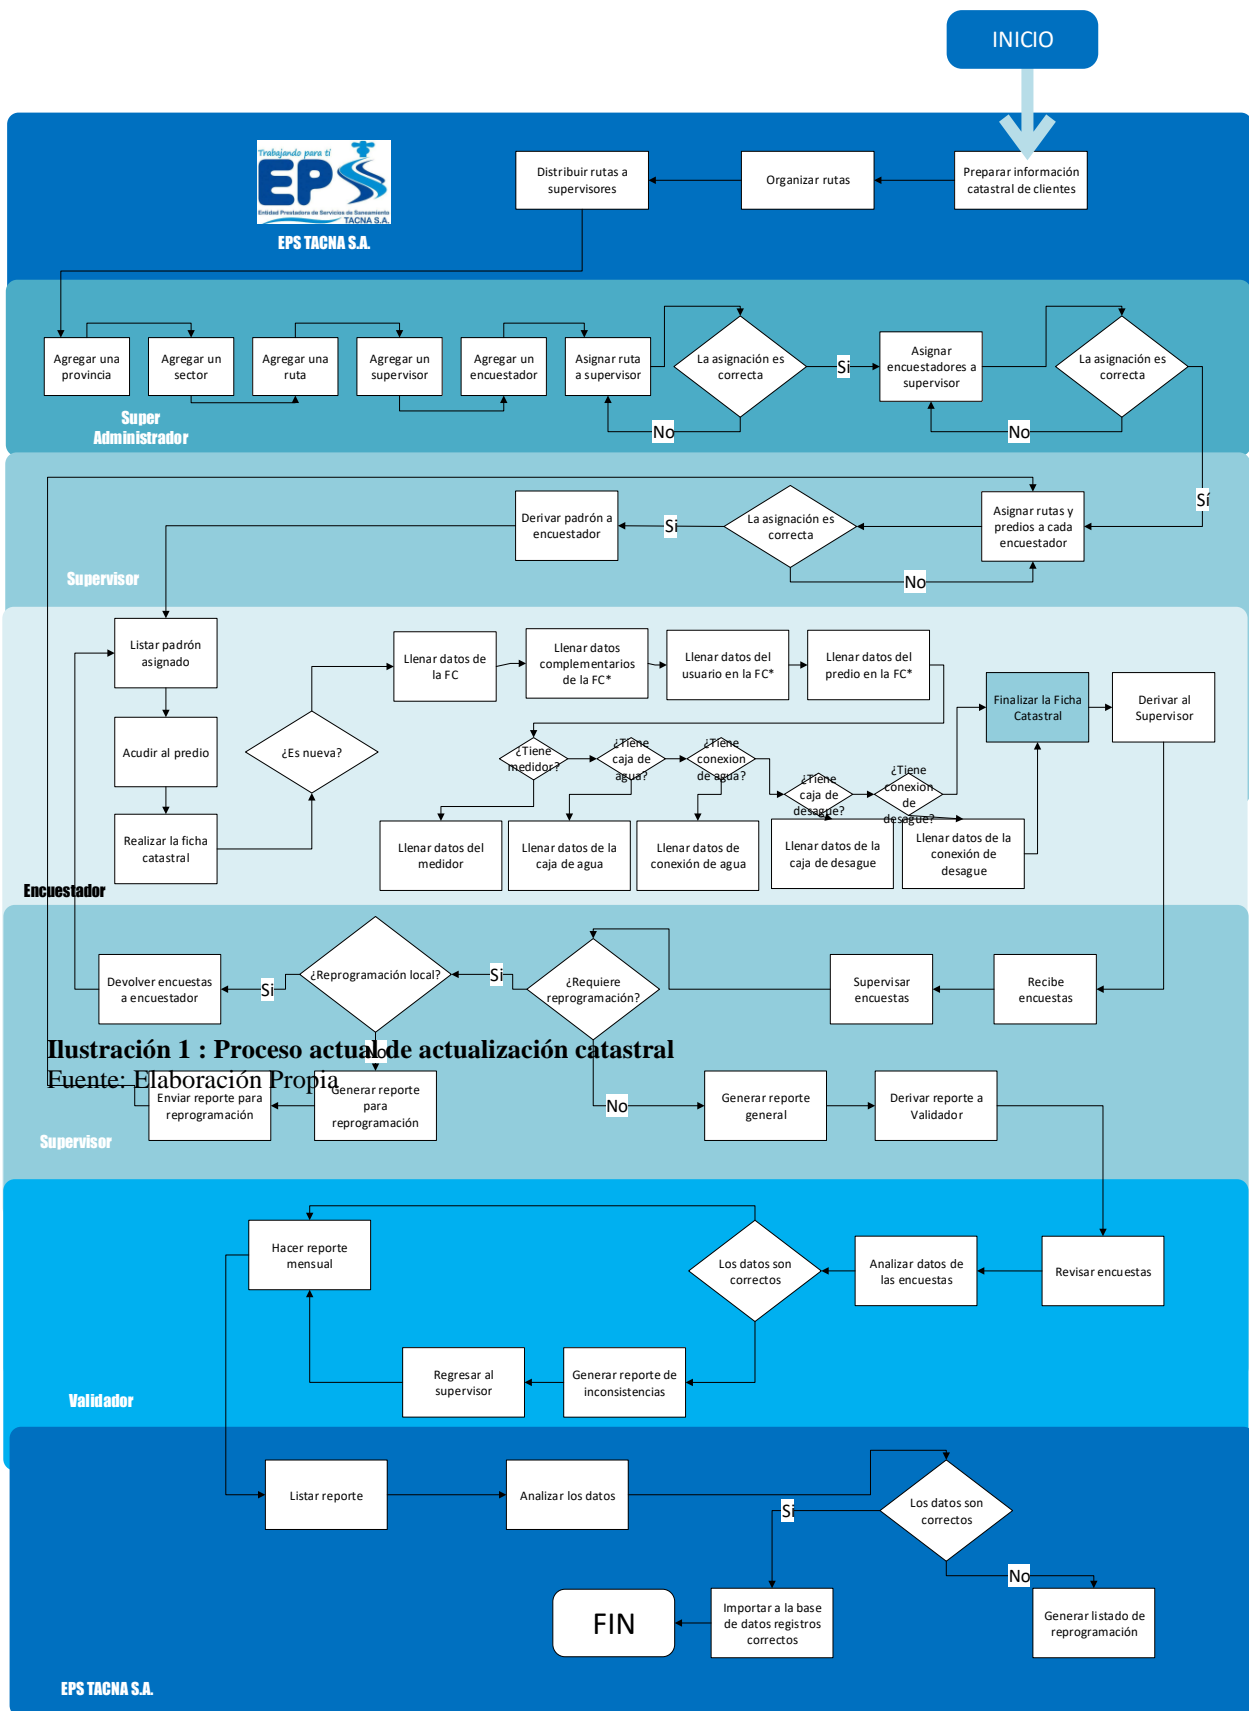 INICIO
Trabajando para ti
EPS
Entidad Prestadora de Servicios de Saneamiento
TACNA S.A.
EPS TACNA S.A.
Distribuir rutas a
supervisores
Organizar rutas
Preparar información
catastral de clientes
Agregar una
provincia
Agregar un
sector
Agregar una
ruta
Agregar un
supervisor
Agregar un
encuestador
Asignar ruta
a supervisor
La asignación es
correcta
Si
No
Asignar
encuestadores a
supervisor
La asignación es
correcta
No
Sí
Super
Administrador
Derivar padrón a
encuestador
Si
La asignación es
correcta
No
Asignar rutas y
predios a cada
encuestador
Supervisor
Listar padrón
asignado
Acudir al predio
Realizar la ficha
catastral
¿Es nueva?
Llenar datos de
la FC
Llenar datos
complementarios
de la FC*
Llenar datos del
usuario en la FC*
Llenar datos del
predio en la FC*
¿Tiene
medidor?
¿Tiene
caja de
agua?
¿Tiene
conexion
de agua?
¿Tiene
caja de
desague?
¿Tiene
conexion
de
desague?
Finalizar la Ficha
Catastral
Derivar al
Supervisor
Llenar datos del
medidor
Llenar datos de la
caja de agua
Llenar datos de
conexión de agua
Llenar datos de la
caja de desague
Llenar datos de la
conexión de
desague
Encuestador
Devolver encuestas
a encuestador
Si
¿Reprogramación local?
Si
¿Requiere
reprogramación?
Supervisar
encuestas
Recibe
encuestas
No
Ilustración 1 : Proceso actual de actualización catastral
Fuente: Elaboración Propia
Enviar reporte para
reprogramación
Generar reporte
para
reprogramación
No
Generar reporte
general
Derivar reporte a
Validador
Supervisor
Hacer reporte
mensual
Los datos son
correctos
Analizar datos de
las encuestas
Revisar encuestas
Regresar al
supervisor
Generar reporte de
inconsistencias
Validador
Listar reporte
Analizar los datos
Los datos son
correctos
Si
No
FIN
Importar a la base
de datos registros
correctos
Generar listado de
reprogramación
EPS TACNA S.A.